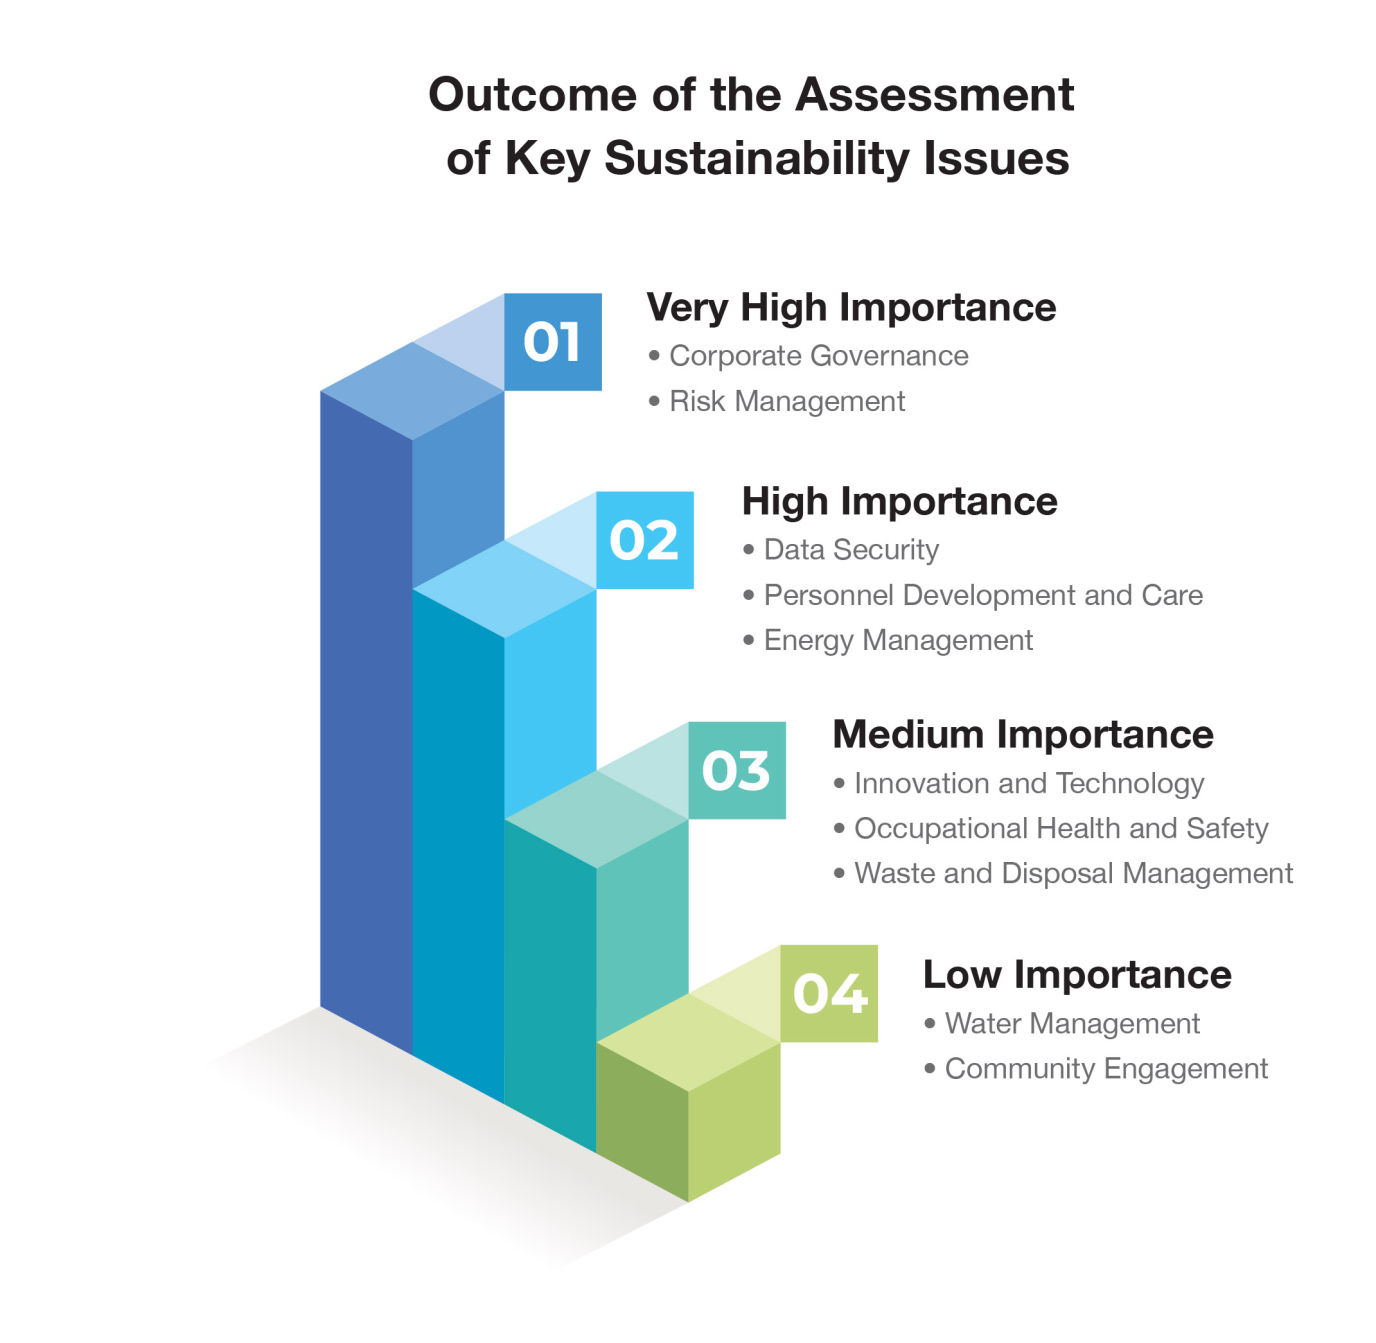 Outcome of the Assessment
of Key Sustainability Issues
01
Very High Importance
• Corporate Governance
• Risk Management
02
High Importance
• Data Security
• Personnel Development and Care
• Energy Management
03
Medium Importance
• Innovation and Technology
• Occupational Health and Safety
• Waste and Disposal Management
04
Low Importance
• Water Management
• Community Engagement